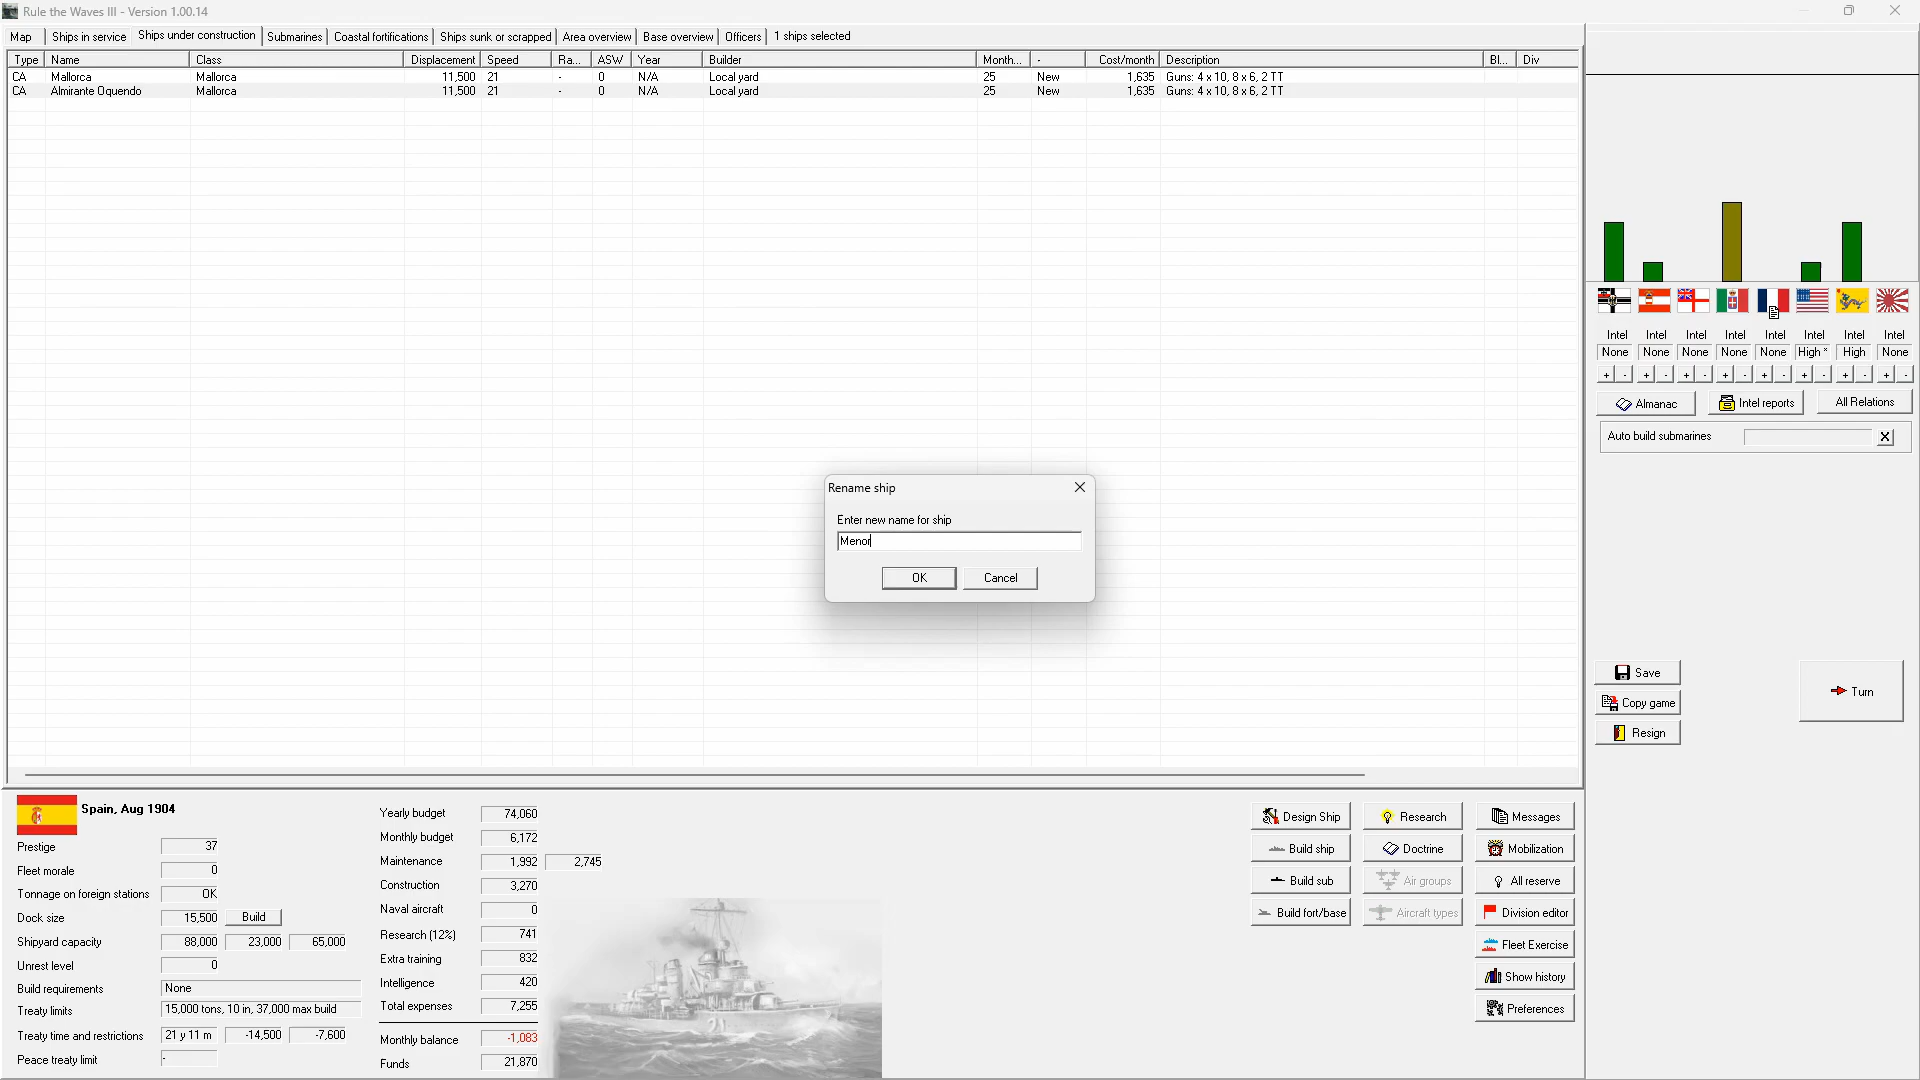 Rule the Waves III - Version 1.00.14
Map Ships in service Ships under construction Submarines Coastal fortifications Ships sunk or scrapped Area overview Base overview Officers 1 ships selected
Type Name Class Displacement Speed Ra... ASW Year Builder Month... - Cost/month Description Bl... Div
CA Mallorca Mallorca 11,500 21 - 0 N/A Local yard 25 New 1,635 Guns: 4 x 10, 8 x 6, 2 TT
CA Almirante Oquendo Mallorca 11,500 21 - 0 N/A Local yard 25 New 1,635 Guns: 4 x 10, 8 x 6, 2 TT
Intel Intel Intel Intel Intel Intel Intel Intel
None None None None None High * High None
+ - + - + - + - + - + - + - + -
Almanac Intel reports All Relations
Auto build submarines X
Rename ship
Enter new name for ship
Menor
OK Cancel
Save
Copy game
Resign
Turn
Spain, Aug 1904
Prestige 37
Fleet morale 0
Tonnage on foreign stations OK
Dock size 15,500 Build
Shipyard capacity 88,000 23,000 65,000
Unrest level 0
Build requirements None
Treaty limits 15,000 tons, 10 in, 37,000 max build
Treaty time and restrictions 21 y 11 m -14,500 -7,600
Peace treaty limit -
Yearly budget 74,060
Monthly budget 6,172
Maintenance 1,992 2,745
Construction 3,270
Naval aircraft 0
Research (12%) 741
Extra training 832
Intelligence 420
Total expenses 7,255
Monthly balance -1,083
Funds 21,870
Design Ship Research Messages
Build ship Doctrine Mobilization
Build sub Air groups All reserve
Build fort/base Aircraft types Division editor
Fleet Exercise
Show history
Preferences